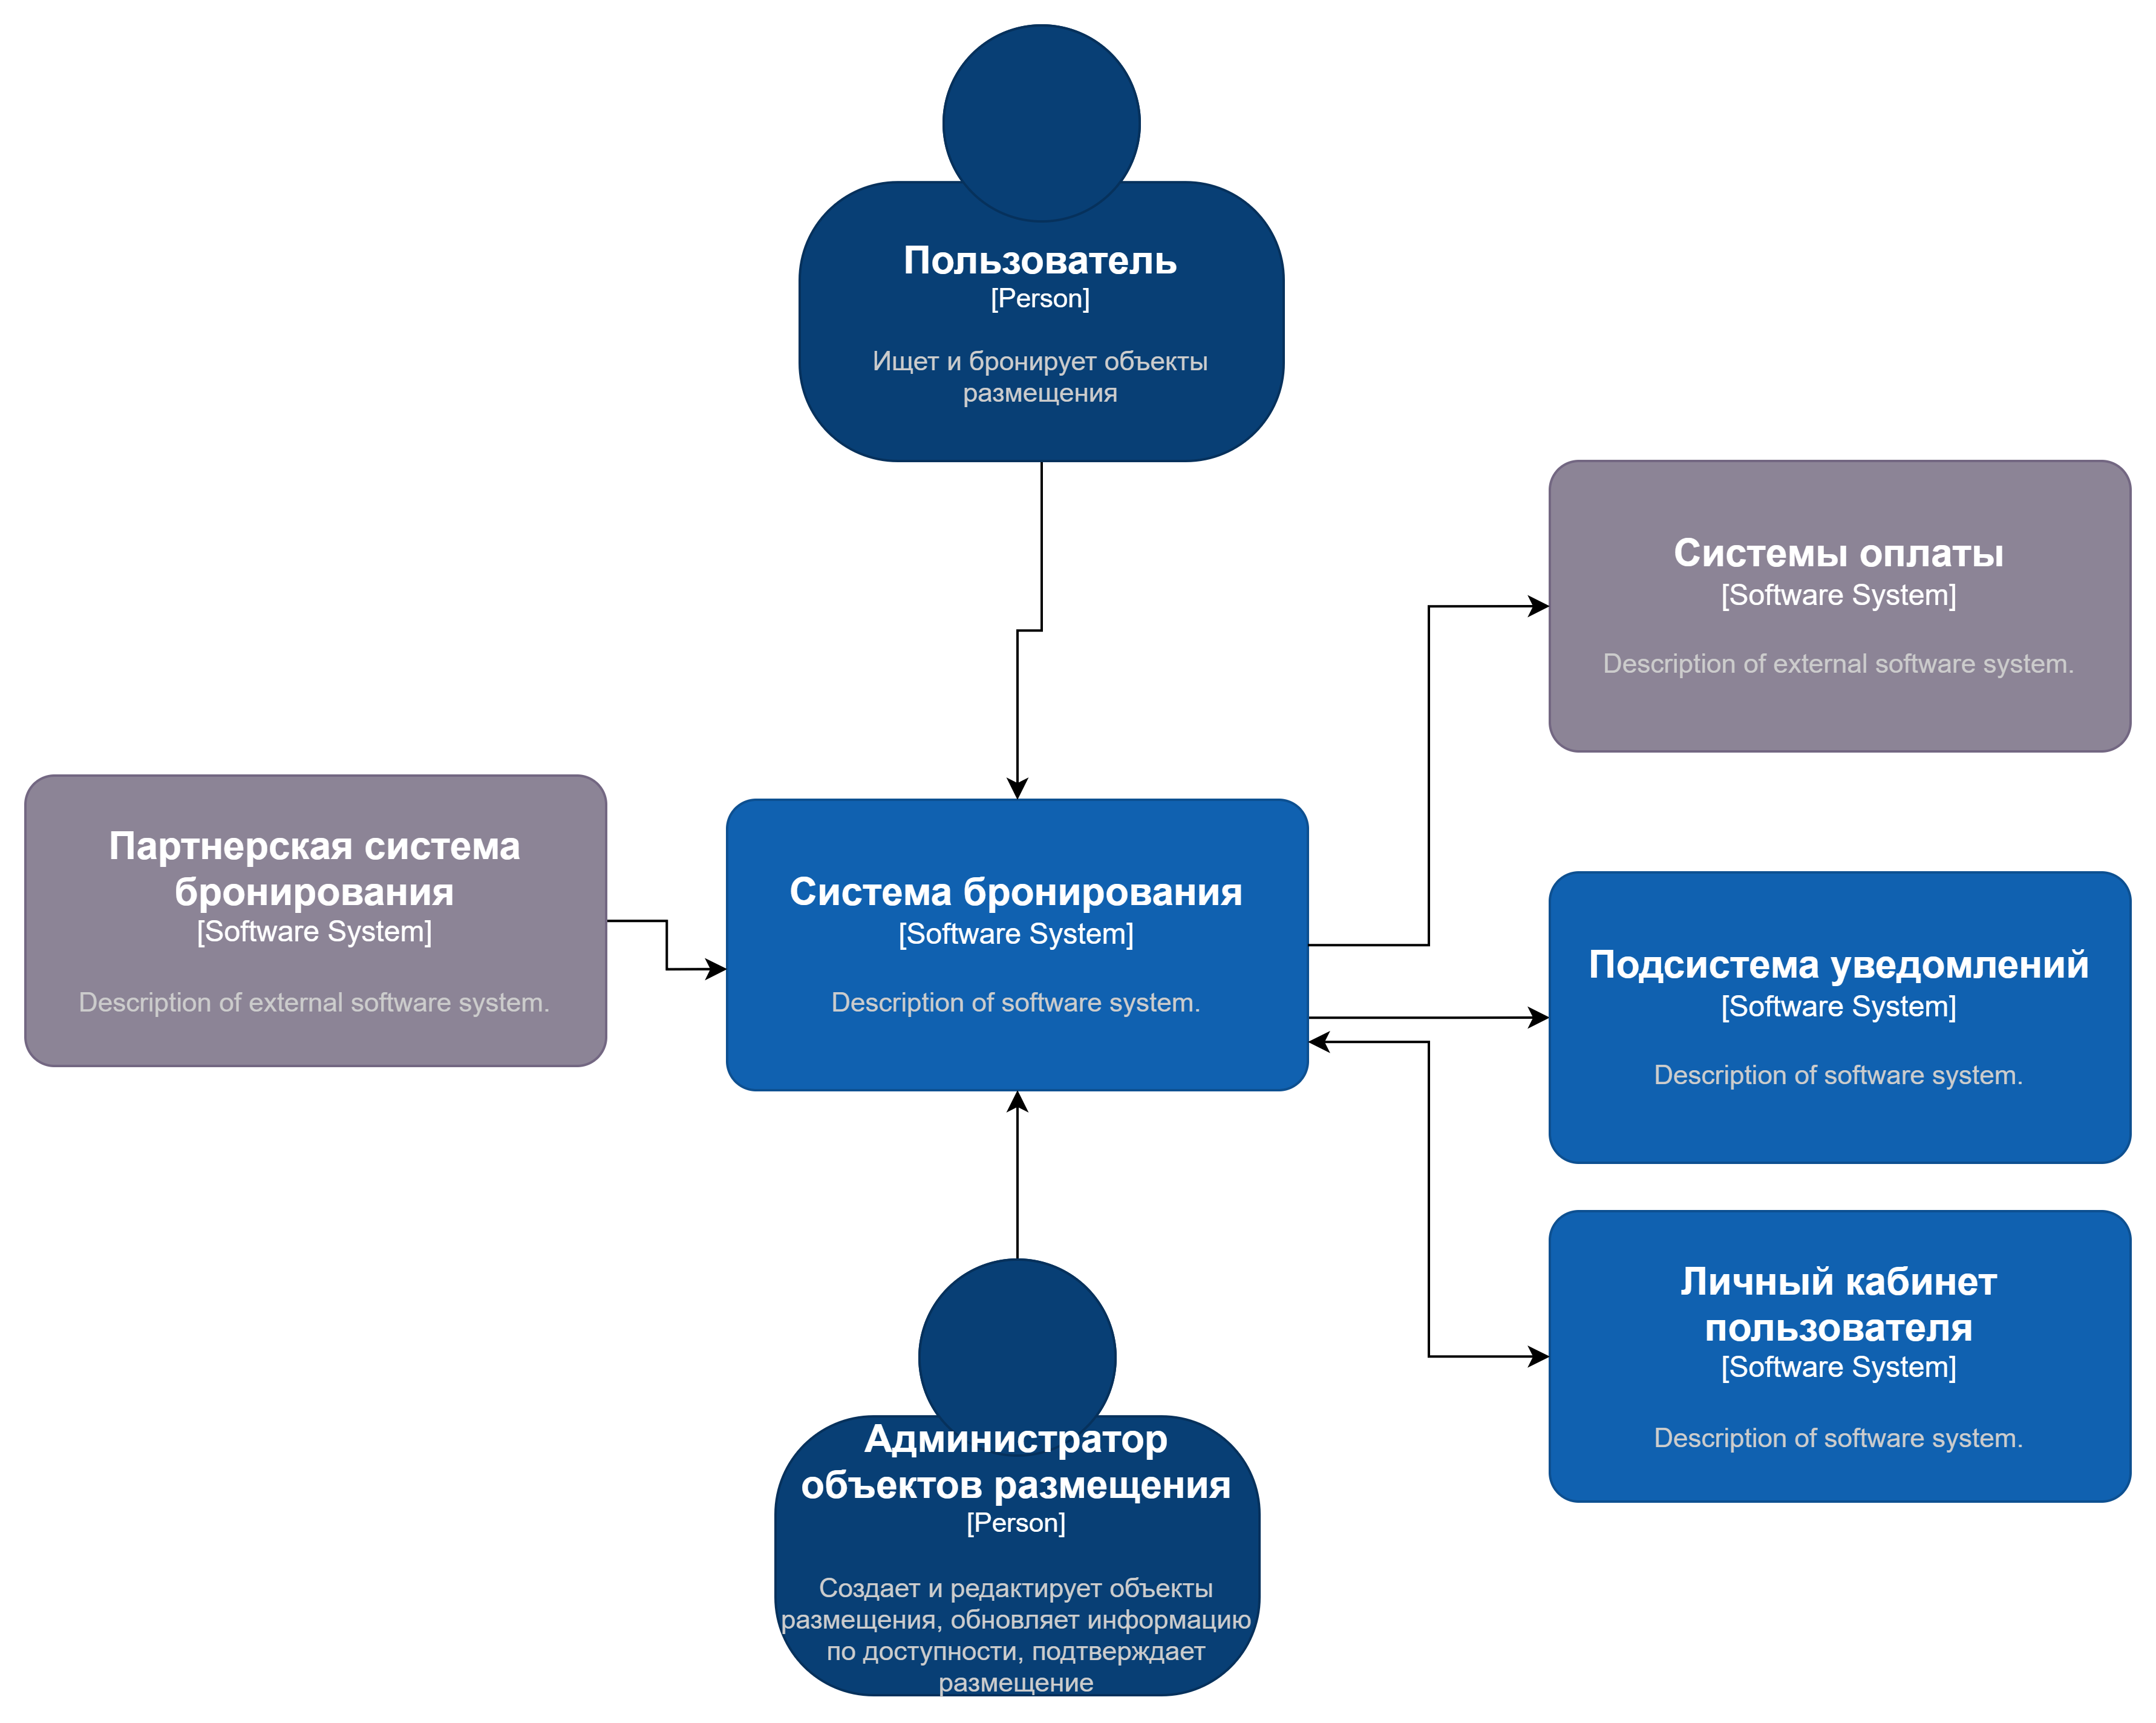 Пользователь
[Person]
Ищет и бронирует объекты
размещения
Системы оплаты
[Software System]
Description of external software system.
Партнерская система
бронирования
[Software System]
Description of external software system.
Система бронирования
[Software System]
Description of software system.
Подсистема уведомлений
[Software System]
Description of software system.
Личный кабинет
пользователя
[Software System]
Description of software system.
Администратор
объектов размещения
[Person]
Создает и редактирует объекты
размещения, обновляет информацию
по доступности, подтверждает
размещение